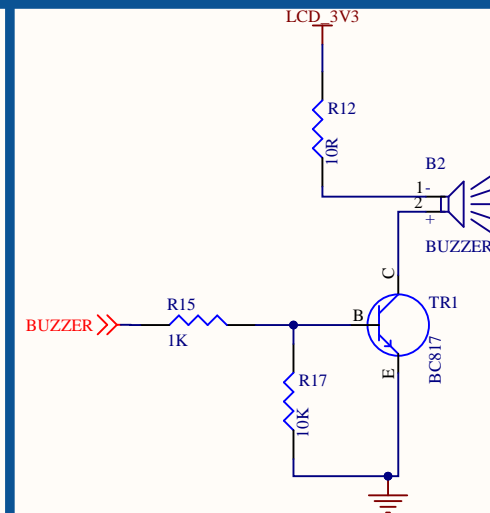 LCD_3V3
R12
10R
B2
1-
2
+
BUZZER
C
R15
TR1
BUZZER
B
1K
BC817
E
R17
10K